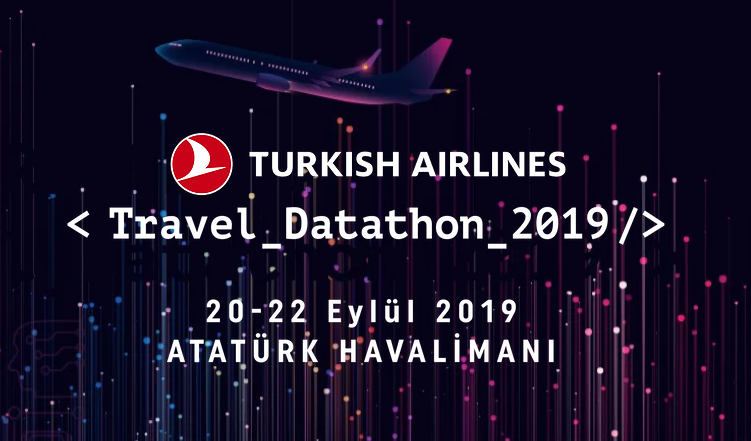 TURKISH AIRLINES
< Travel_Datathon_2019 />
20-22 Eylül 2019
ATATÜRK HAVALİMANI